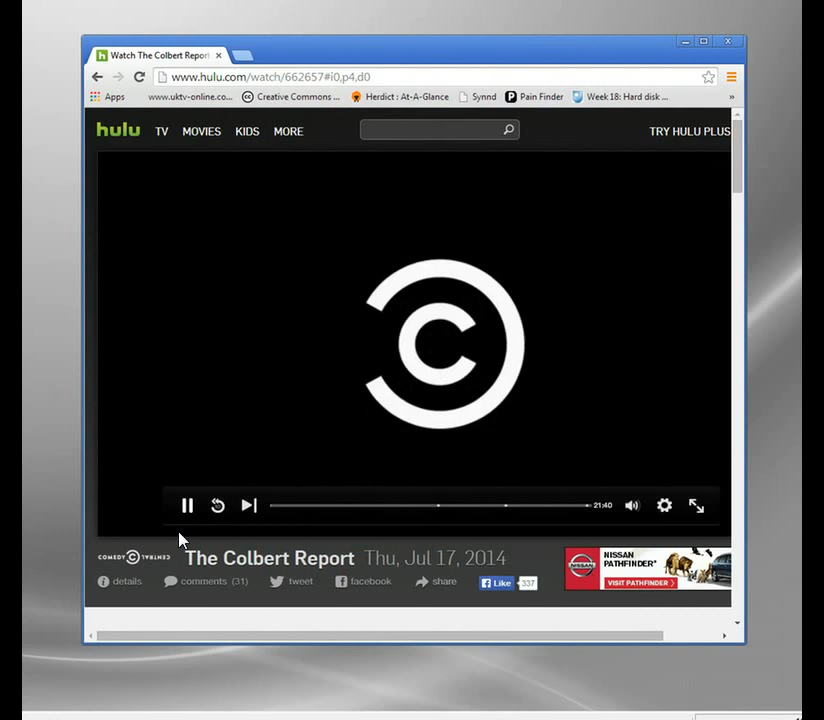 Watch The Colbert Report
www.hulu.com/watch/662657#i0,p4,d0
Apps www.uktv-online.co... Creative Commons ... Herdict : At-A-Glance Synnd Pain Finder Week 18: Hard disk ... »
hulu TV MOVIES KIDS MORE TRY HULU PLUS
21:40
COMEDY CENTRAL The Colbert Report Thu, Jul 17, 2014
NISSAN
PATHFINDER®
VISIT PATHFINDER
details comments (31) tweet facebook share Like 337